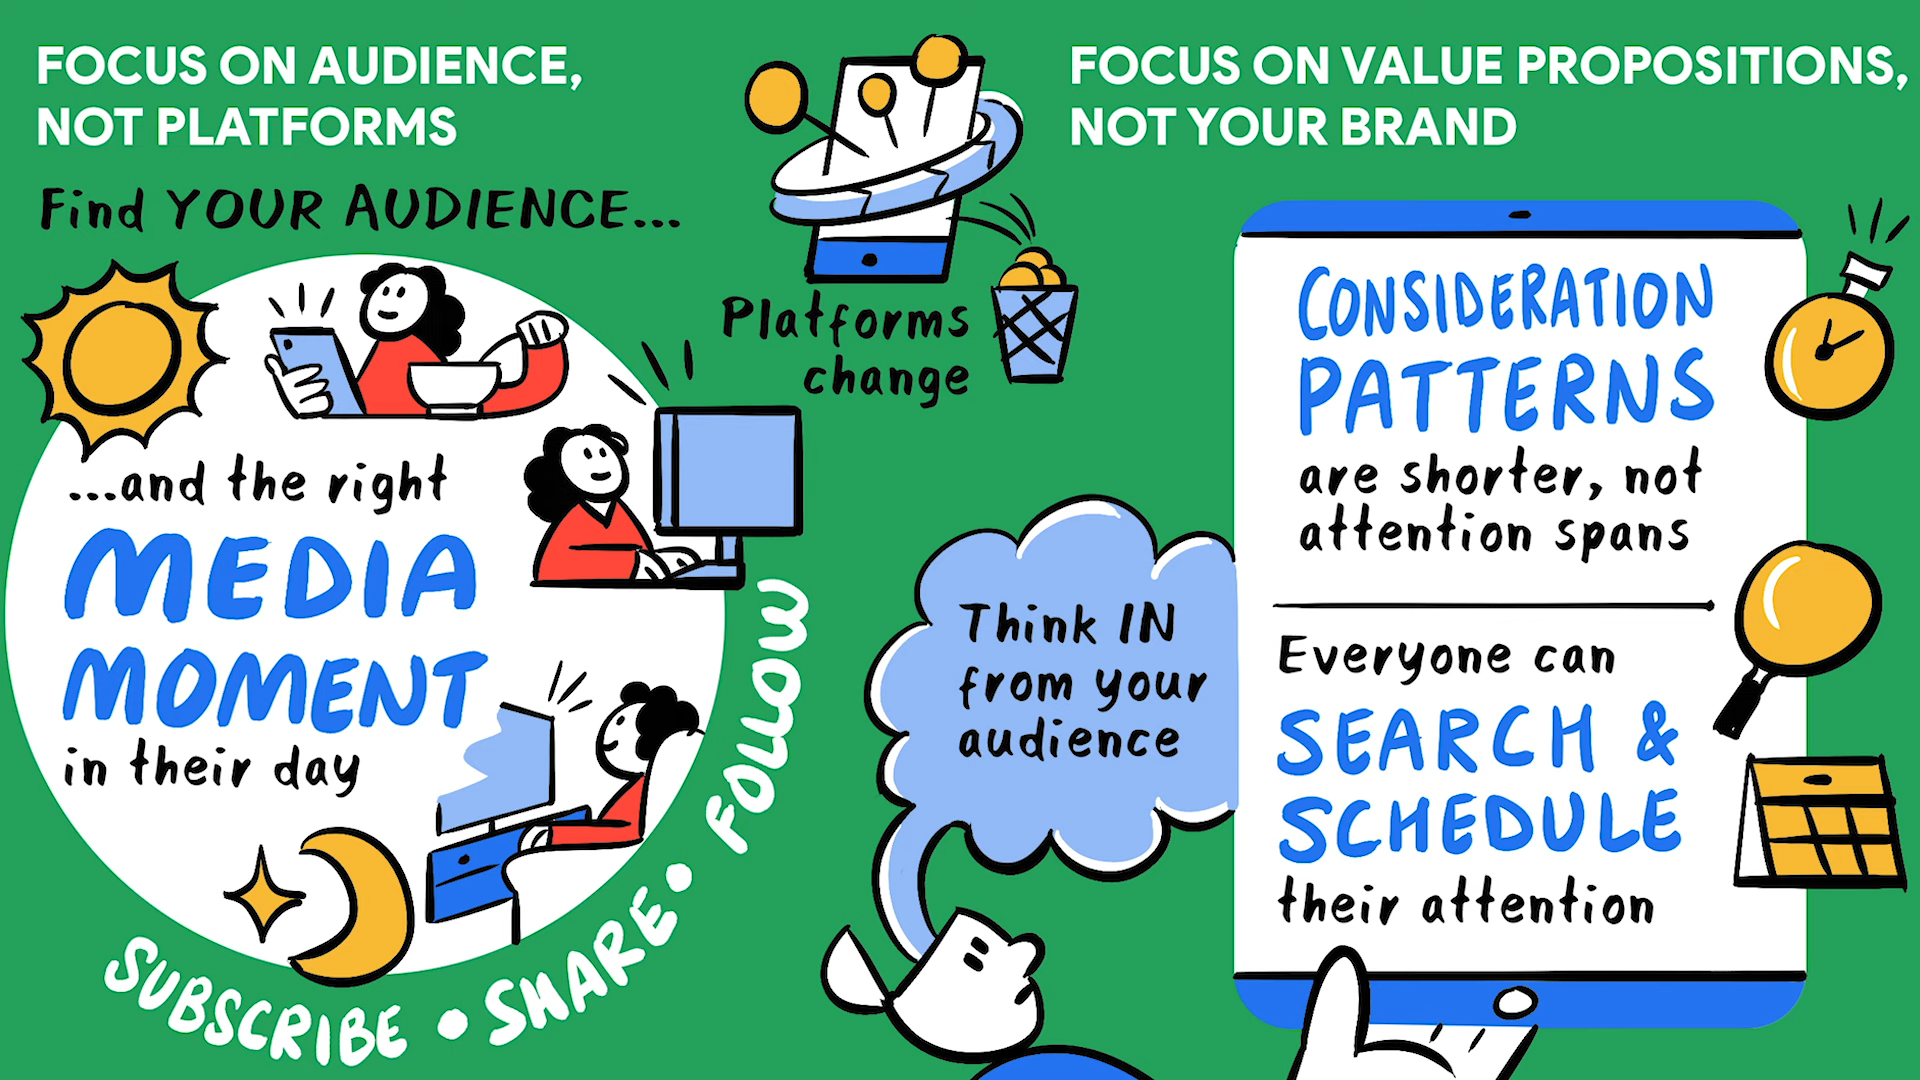 FOCUS ON AUDIENCE,
NOT PLATFORMS
Find YOUR AUDIENCE...
...and the right
MEDIA
MOMENT
in their day
SUBSCRIBE • SHARE • FOLLOW
Platforms
change
FOCUS ON VALUE PROPOSITIONS,
NOT YOUR BRAND
Think IN
from your
audience
CONSIDERATION
PATTERNS
are shorter, not
attention spans
Everyone can
SEARCH &
SCHEDULE
their attention